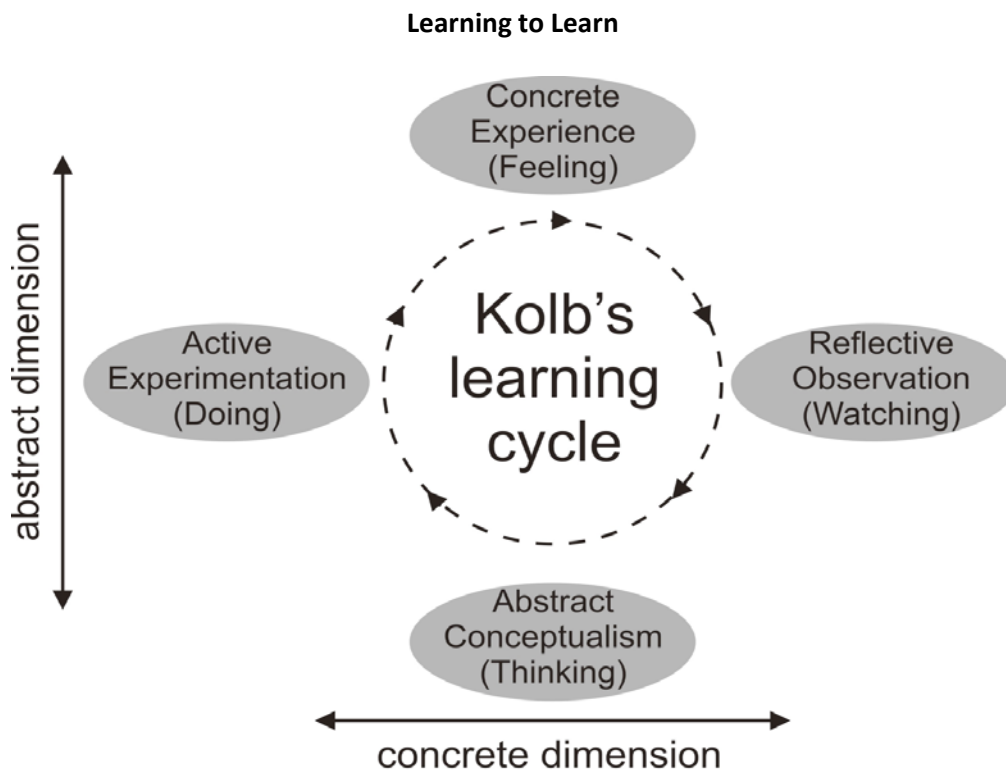 Learning to Learn
Concrete
Experience
(Feeling)
abstract dimension
Active
Experimentation
(Doing)
Kolb's
learning
cycle
Reflective
Observation
(Watching)
Abstract
Conceptualism
(Thinking)
concrete dimension